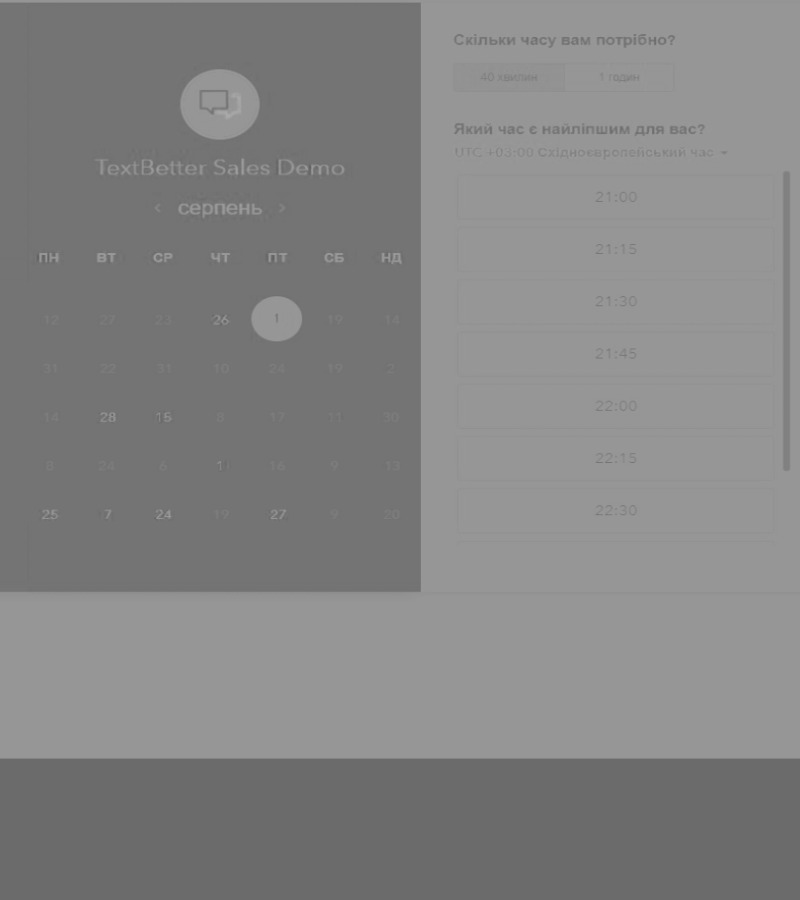 TextBetter Sales Demo
‹ серпень ›
ПН ВТ СР ЧТ ПТ СБ НД
12 27 23 26 1 19 14
31 22 31 10 24 19 2
14 28 15 3 17 11 30
8 24 6 1 16 9 13
25 7 24 19 27 9 20
Скільки часу вам потрібно?
40 хвилин 1 годин
Який час є найліпшим для вас?
UTC +03:00 Східноєвропейський час
21:00
21:15
21:30
21:45
22:00
22:15
22:30